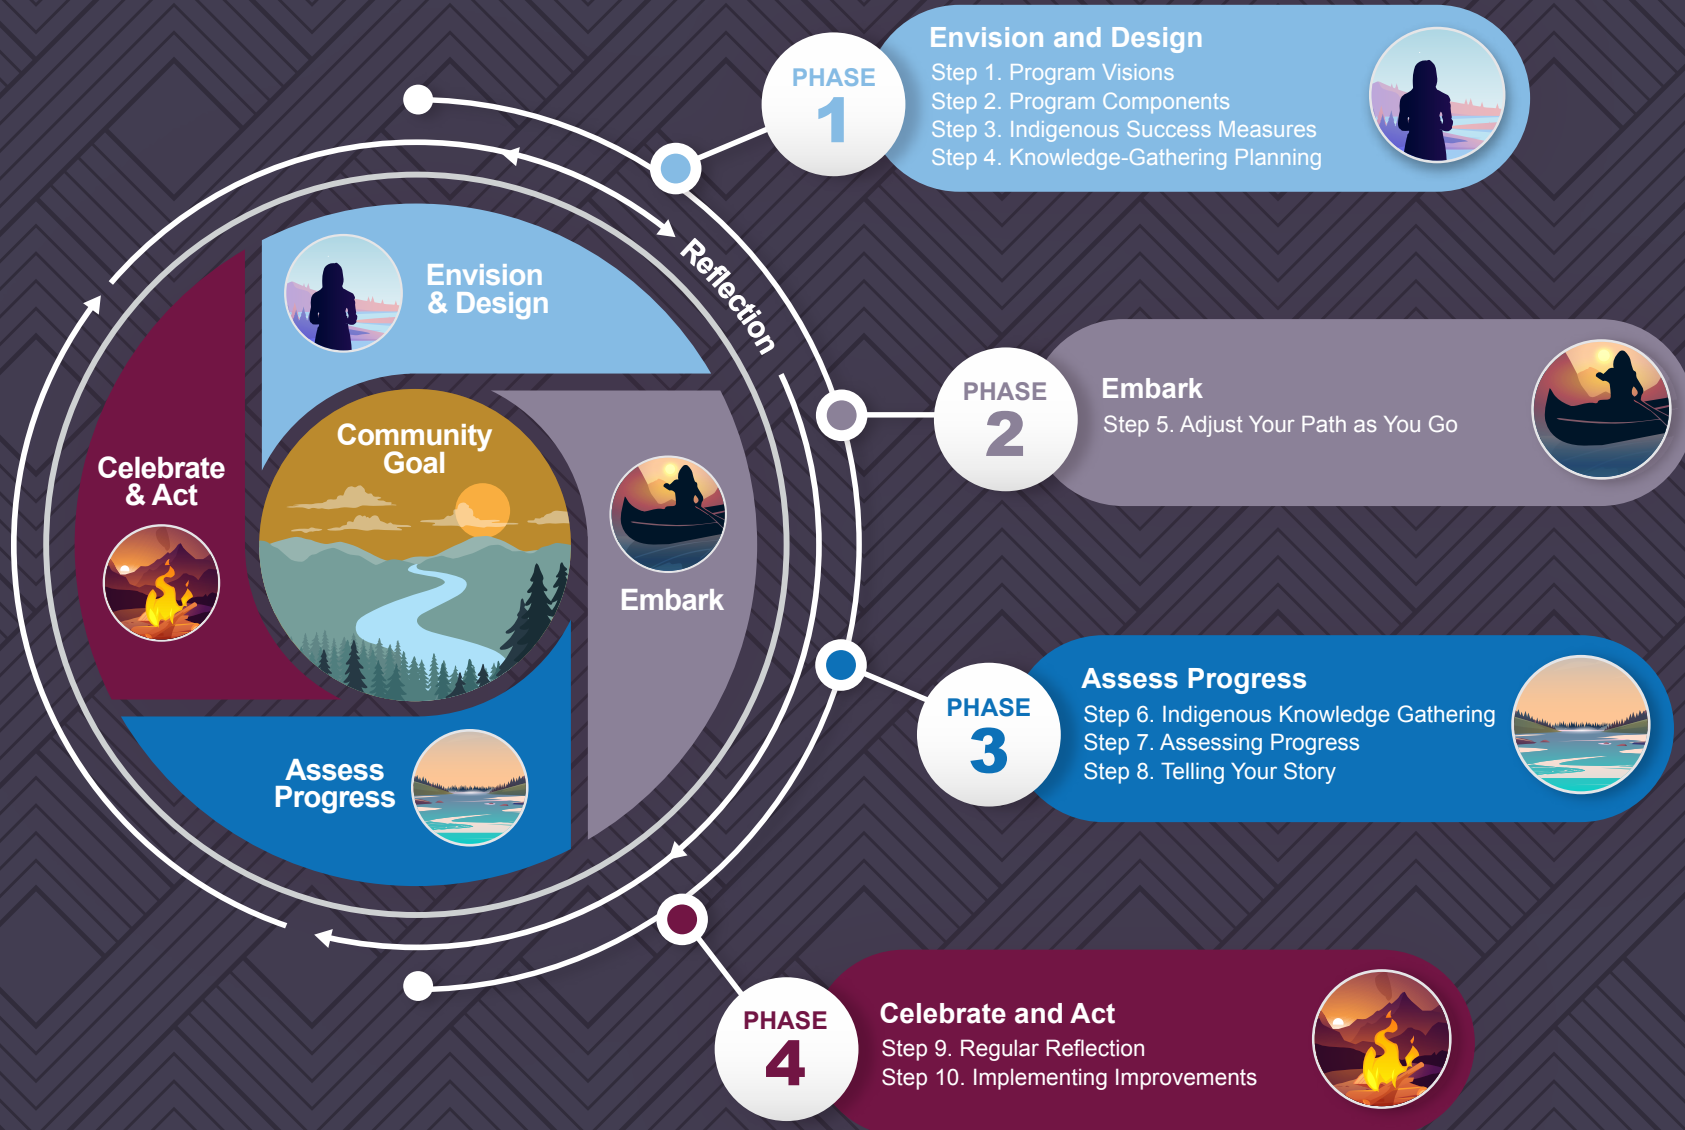 PHASE
1
Envision and Design
Step 1. Program Visions
Step 2. Program Components
Step 3. Indigenous Success Measures
Step 4. Knowledge-Gathering Planning
Reflection
Envision
& Design
Community
Goal
Celebrate
& Act
Embark
Assess
Progress
PHASE
2
Embark
Step 5. Adjust Your Path as You Go
PHASE
3
Assess Progress
Step 6. Indigenous Knowledge Gathering
Step 7. Assessing Progress
Step 8. Telling Your Story
PHASE
4
Celebrate and Act
Step 9. Regular Reflection
Step 10. Implementing Improvements